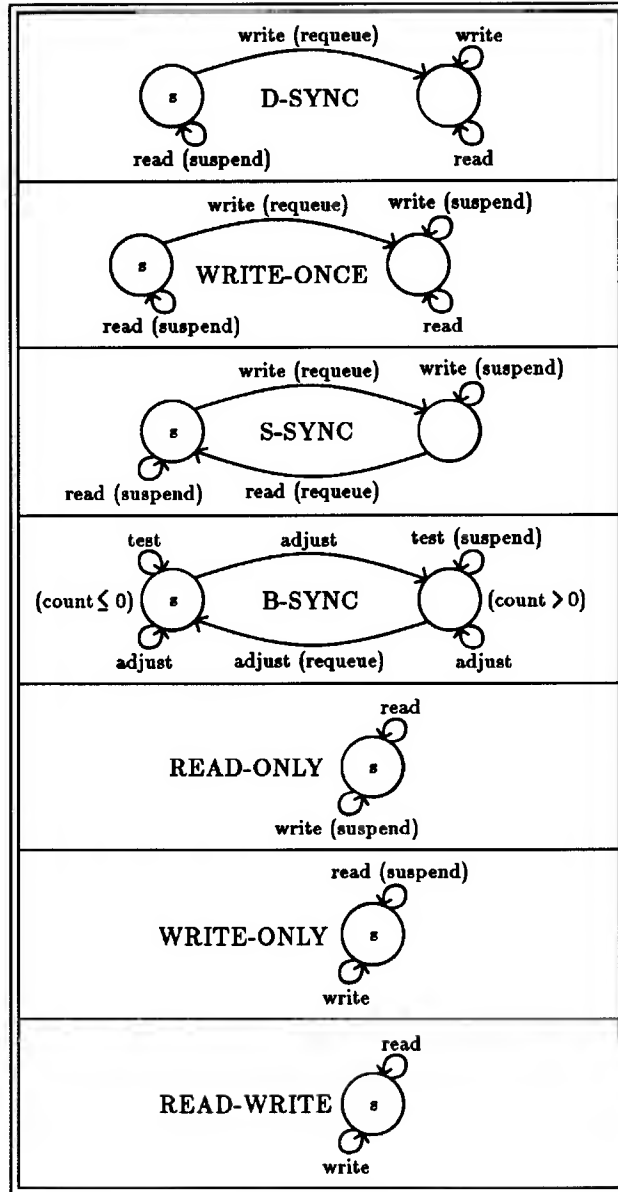 write (requeue) write
s D-SYNC
read (suspend) read
write (requeue) write (suspend)
s WRITE-ONCE
read (suspend) read
write (requeue) write (suspend)
s S-SYNC
read (suspend) read (requeue)
test adjust test (suspend)
(count ≤ 0) s B-SYNC (count > 0)
adjust adjust (requeue) adjust
read
READ-ONLY s
write (suspend)
read (suspend)
WRITE-ONLY s
write
read
READ-WRITE s
write